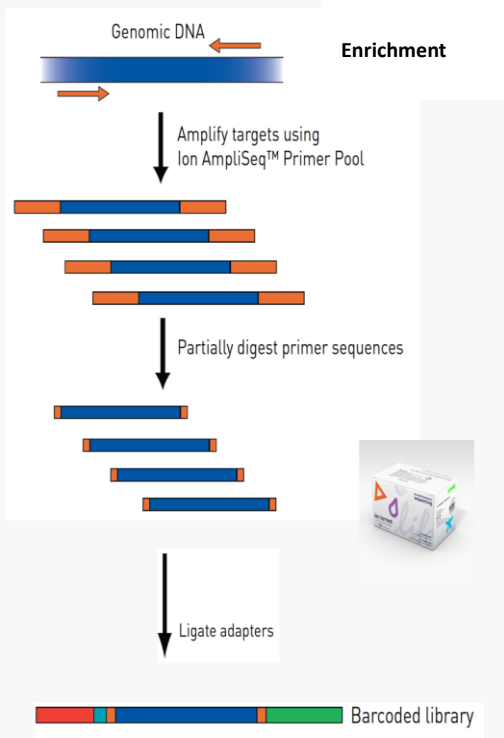 Genomic DNA
Enrichment
Amplify targets using
Ion AmpliSeq™ Primer Pool
Partially digest primer sequences
Ligate adapters
Barcoded library